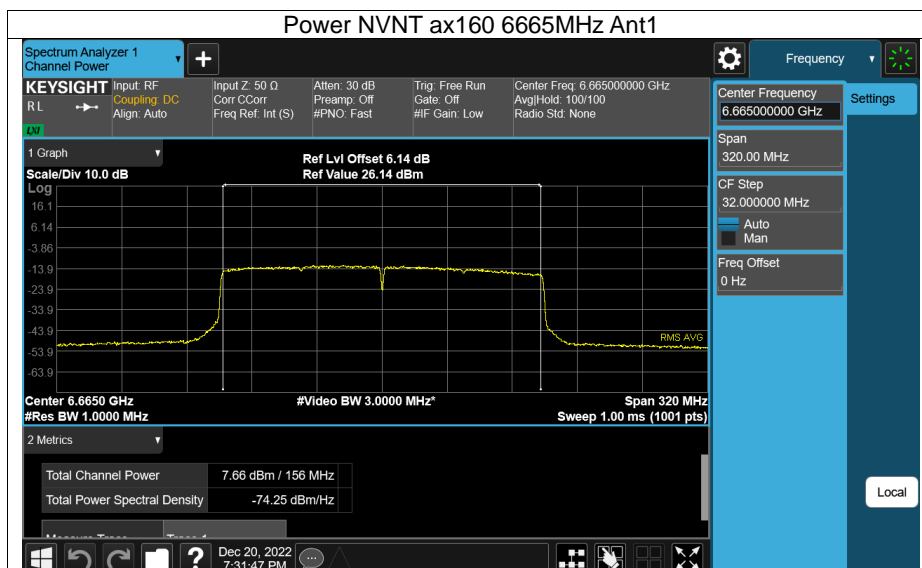 Power NVNT ax160 6665MHz Ant1
Spectrum Analyzer 1
Channel Power
Frequency
KEYSIGHT
R L
LXI
Input: RF
Coupling: DC
Align: Auto
Input Z: 50 Ω
Corr CCorr
Freq Ref: Int (S)
Atten: 30 dB
Preamp: Off
#PNO: Fast
Trig: Free Run
Gate: Off
#IF Gain: Low
Center Freq: 6.665000000 GHz
Avg|Hold: 100/100
Radio Std: None
Center Frequency
6.665000000 GHz
Settings
Span
320.00 MHz
CF Step
32.000000 MHz
Auto
Man
Freq Offset
0 Hz
1 Graph
Scale/Div 10.0 dB
Ref Lvl Offset 6.14 dB
Ref Value 26.14 dBm
Log
16.1
6.14
-3.86
-13.9
-23.9
-33.9
-43.9
-53.9
-63.9
RMS AVG
Center 6.6650 GHz
#Video BW 3.0000 MHz*
Span 320 MHz
#Res BW 1.0000 MHz
Sweep 1.00 ms (1001 pts)
2 Metrics
Total Channel Power 7.66 dBm / 156 MHz
Total Power Spectral Density -74.25 dBm/Hz
Measure Trace Trace 1
Local
?
Dec 20, 2022
7:31:47 PM